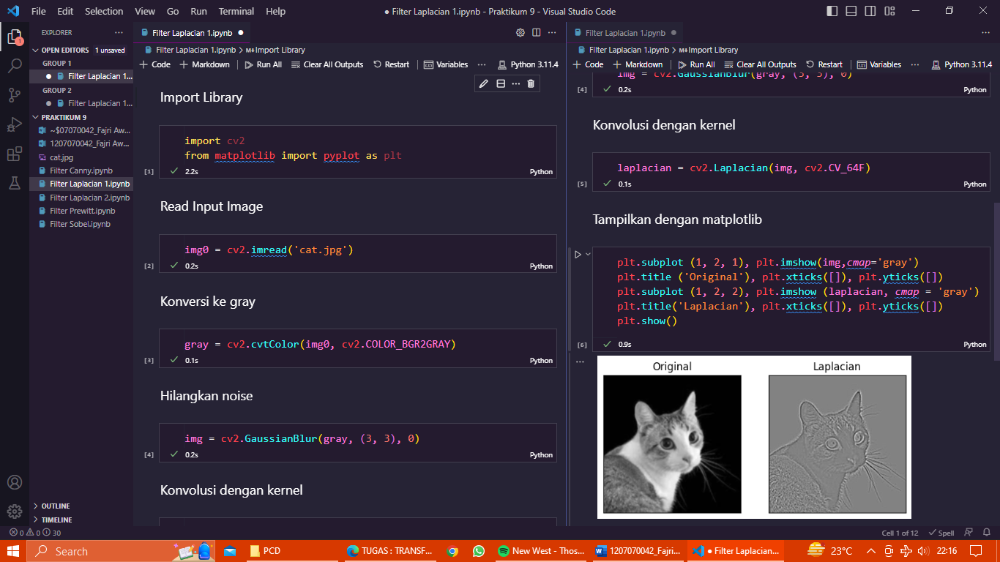 File Edit Selection View Go Run Terminal Help
● Filter Laplacian 1.ipynb - Praktikum 9 - Visual Studio Code
1
EXPLORER
OPEN EDITORS 1 unsaved
GROUP 1
Filter Laplacian 1...
GROUP 2
Filter Laplacian 1...
PRAKTIKUM 9
~$07070042_Fajri Aw...
1207070042_Fajri Aw...
cat.jpg
Filter Canny.ipynb
Filter Laplacian 1.ipynb
Filter Laplacian 2.ipynb
Filter Prewitt.ipynb
Filter Sobel.ipynb
OUTLINE
TIMELINE
Filter Laplacian 1.ipynb ●
Filter Laplacian 1.ipynb > M↓Import Library
+ Code + Markdown Run All Clear All Outputs Restart Variables ... Python 3.11.4
Import Library
import cv2
from matplotlib import pyplot as plt
[1] 2.2s Python
Read Input Image
img0 = cv2.imread('cat.jpg')
[2] 0.2s Python
Konversi ke gray
gray = cv2.cvtColor(img0, cv2.COLOR_BGR2GRAY)
[3] 0.1s Python
Hilangkan noise
img = cv2.GaussianBlur(gray, (3, 3), 0)
[4] 0.2s Python
Konvolusi dengan kernel
Filter Laplacian 1.ipynb ●
Filter Laplacian 1.ipynb > M↓Import Library
+ Code + Markdown Run All Clear All Outputs Restart Variables ... Python 3.11.4
img = cv2.GaussianBlur(gray, (3, 3), 0)
[4] 0.2s Python
Konvolusi dengan kernel
laplacian = cv2.Laplacian(img, cv2.CV_64F)
[5] 0.1s Python
Tampilkan dengan matplotlib
plt.subplot (1, 2, 1), plt.imshow(img,cmap='gray')
plt.title ('Original'), plt.xticks([]), plt.yticks([])
plt.subplot (1, 2, 2), plt.imshow (laplacian, cmap = 'gray')
plt.title('Laplacian'), plt.xticks([]), plt.yticks([])
plt.show()
[6] 0.9s Python
Original Laplacian
0 0 30
Cell 1 of 12 Spell
Search
PCD
TUGAS : TRANSF...
New West - Thos...
1207070042_Fajri...
● Filter Laplacian...
23°C
22:16